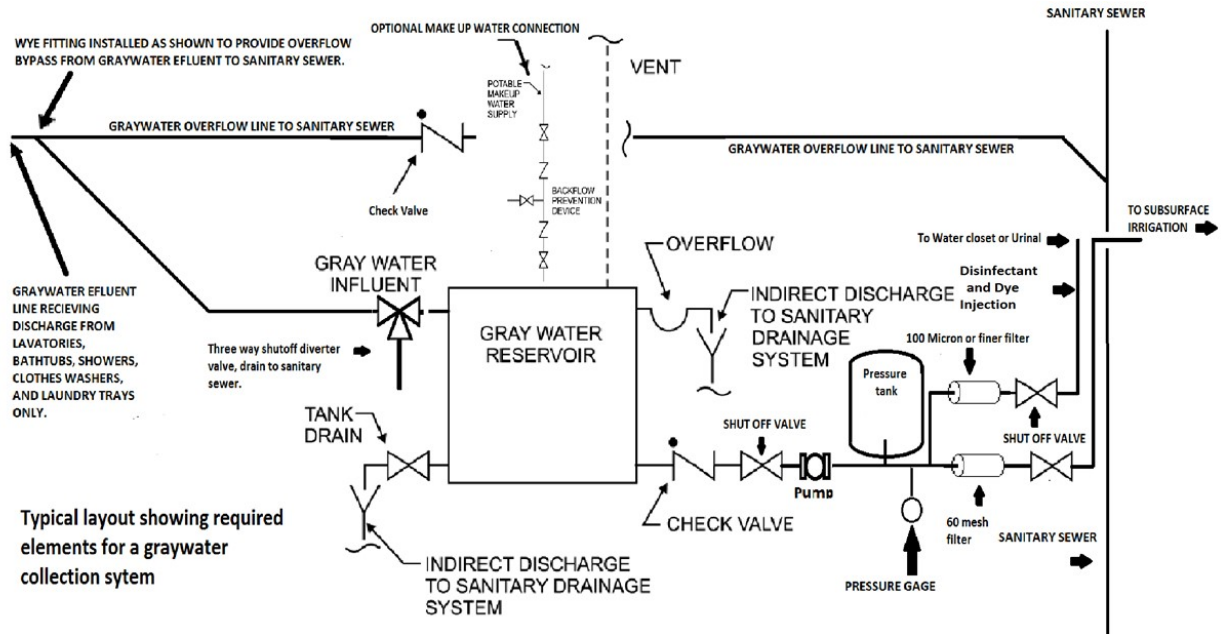 SANITARY SEWER
OPTIONAL MAKE UP WATER CONNECTION
WYE FITTING INSTALLED AS SHOWN TO PROVIDE OVERFLOW
BYPASS FROM GRAYWATER EFLUENT TO SANITARY SEWER.
VENT
POTABLE
MAKEUP
WATER
SUPPLY
GRAYWATER OVERFLOW LINE TO SANITARY SEWER
GRAYWATER OVERFLOW LINE TO SANITARY SEWER
Check Valve
BACKFLOW
PREVENTION
DEVICE
TO SUBSURFACE
IRRIGATION
To Water closet or Urinal
OVERFLOW
GRAY WATER
INFLUENT
Disinfectant
and Dye
Injection
GRAYWATER EFLUENT
LINE RECIEVING
DISCHARGE FROM
LAVATORIES,
BATHTUBS, SHOWERS,
CLOTHES WASHERS,
AND LAUNDRY TRAYS
ONLY.
INDIRECT DISCHARGE
TO SANITARY
DRAINAGE
SYSTEM
GRAY WATER
RESERVOIR
Three way shutoff diverter
valve, drain to sanitary
sewer.
100 Micron or finer filter
Pressure
tank
TANK
DRAIN
SHUT OFF VALVE
SHUT OFF VALVE
Pump
CHECK VALVE
60 mesh
filter
SANITARY SEWER
Typical layout showing required
elements for a graywater
collection sytem
INDIRECT DISCHARGE
TO SANITARY DRAINAGE
SYSTEM
PRESSURE GAGE